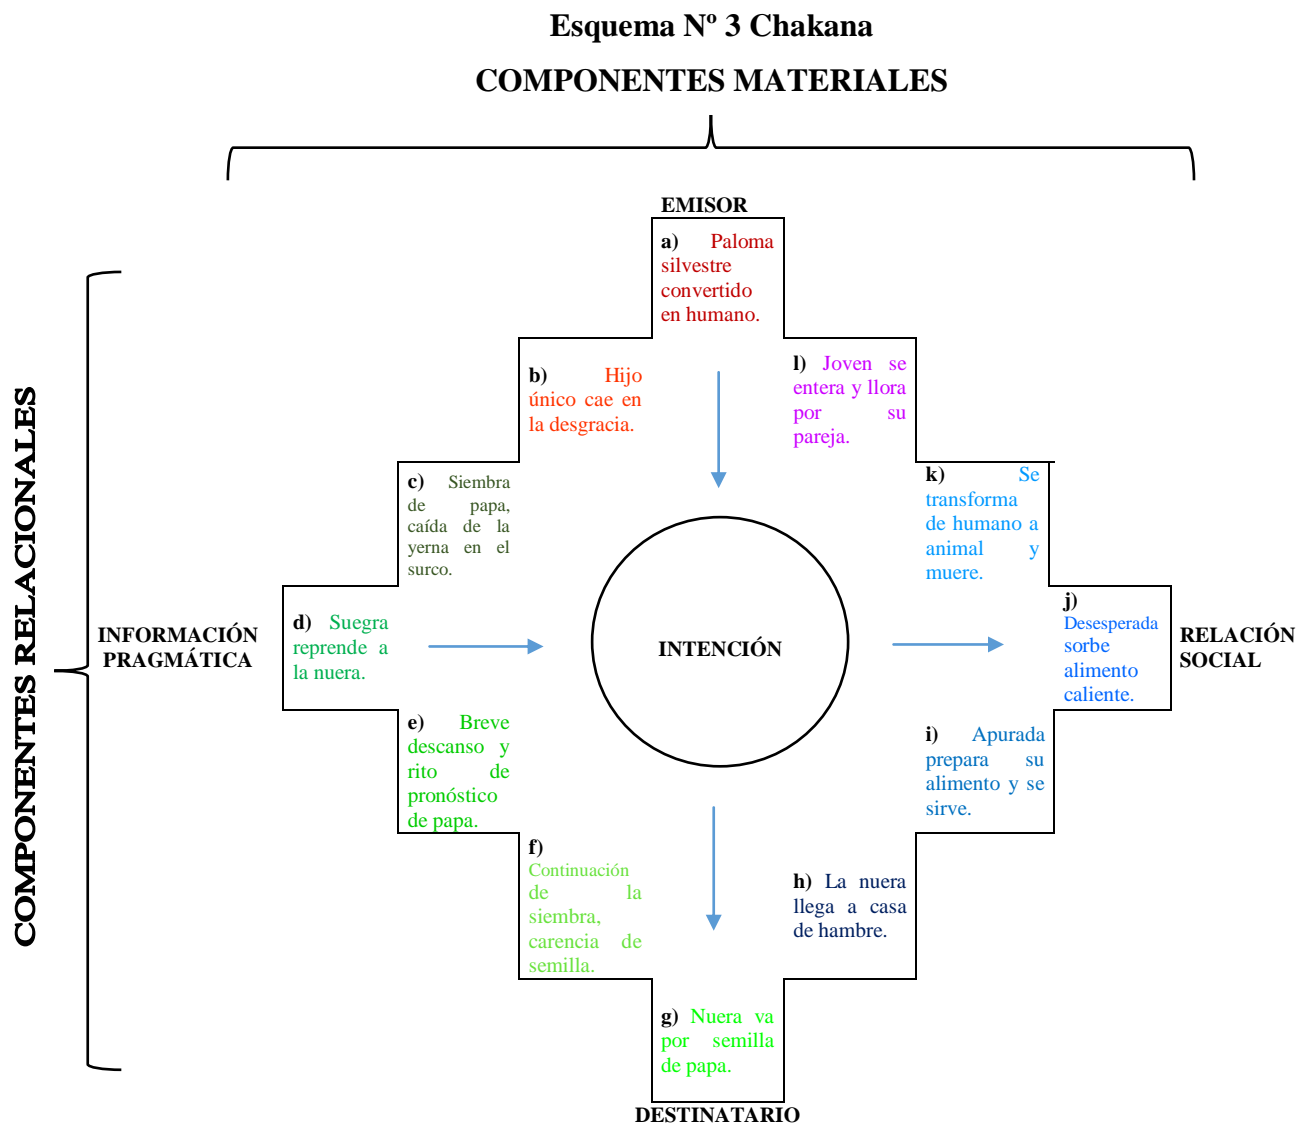 Esquema Nº 3 Chakana
COMPONENTES MATERIALES
COMPONENTES RELACIONALES
EMISOR
a) Paloma
silvestre
convertido
en humano.
b) Hijo
único cae en
la desgracia.
l) Joven se
entera y llora
por su
pareja.
c) Siembra
de papa,
caída de la
yerna en el
surco.
k) Se
transforma
de humano a
animal y
muere.
INFORMACIÓN
PRAGMÁTICA
d) Suegra
reprende a
la nuera.
INTENCIÓN
j)
Desesperada
sorbe
alimento
caliente.
RELACIÓN
SOCIAL
e) Breve
descanso y
rito de
pronóstico
de papa.
i) Apurada
prepara su
alimento y se
sirve.
f)
Continuación
de la
siembra,
carencia de
semilla.
h) La nuera
llega a casa
de hambre.
g) Nuera va
por semilla
de papa.
DESTINATARIO